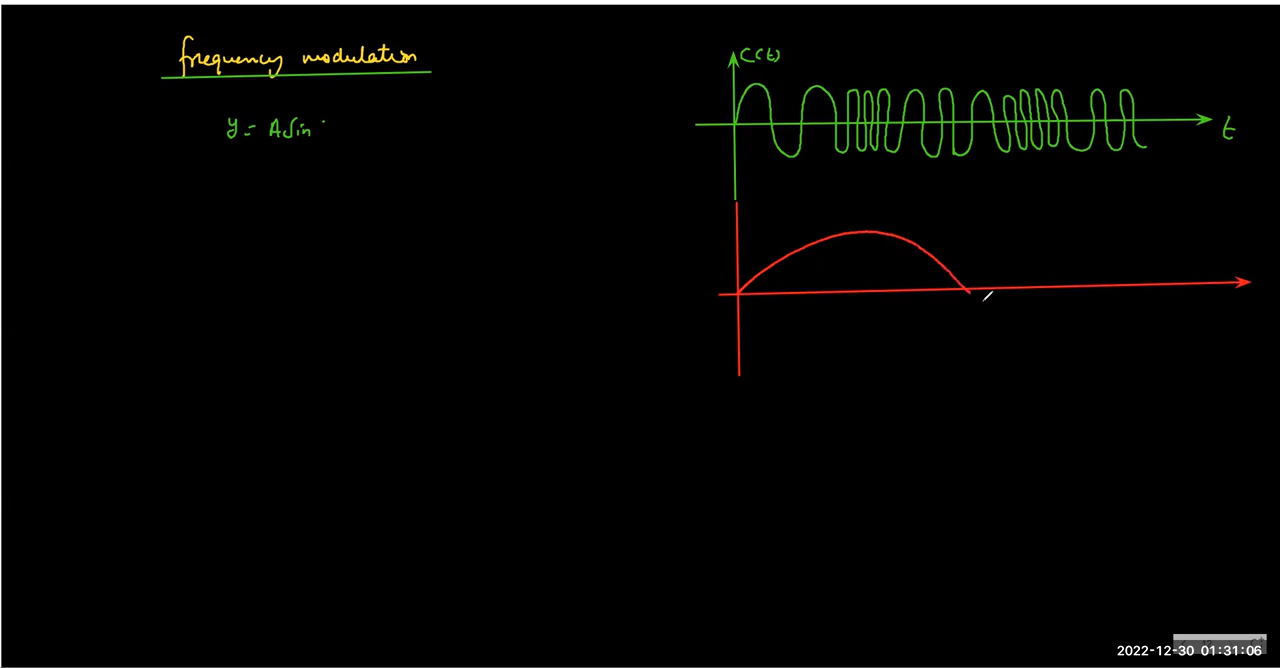 frequency modulation
y = A sin
C(t)
t
2022-12-30 01:31:06